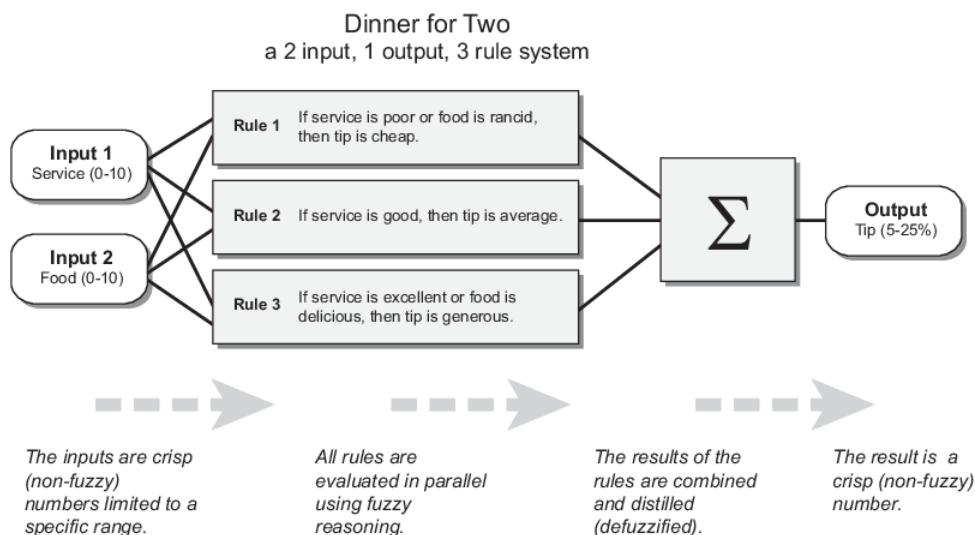 Dinner for Two
a 2 input, 1 output, 3 rule system
Input 1
Service (0-10)
Input 2
Food (0-10)
Rule 1
If service is poor or food is rancid,
then tip is cheap.
Rule 2
If service is good, then tip is average.
Rule 3
If service is excellent or food is
delicious, then tip is generous.
Σ
Output
Tip (5-25%)
The inputs are crisp
(non-fuzzy)
numbers limited to a
specific range.
All rules are
evaluated in parallel
using fuzzy
reasoning.
The results of the
rules are combined
and distilled
(defuzzified).
The result is a
crisp (non-fuzzy)
number.